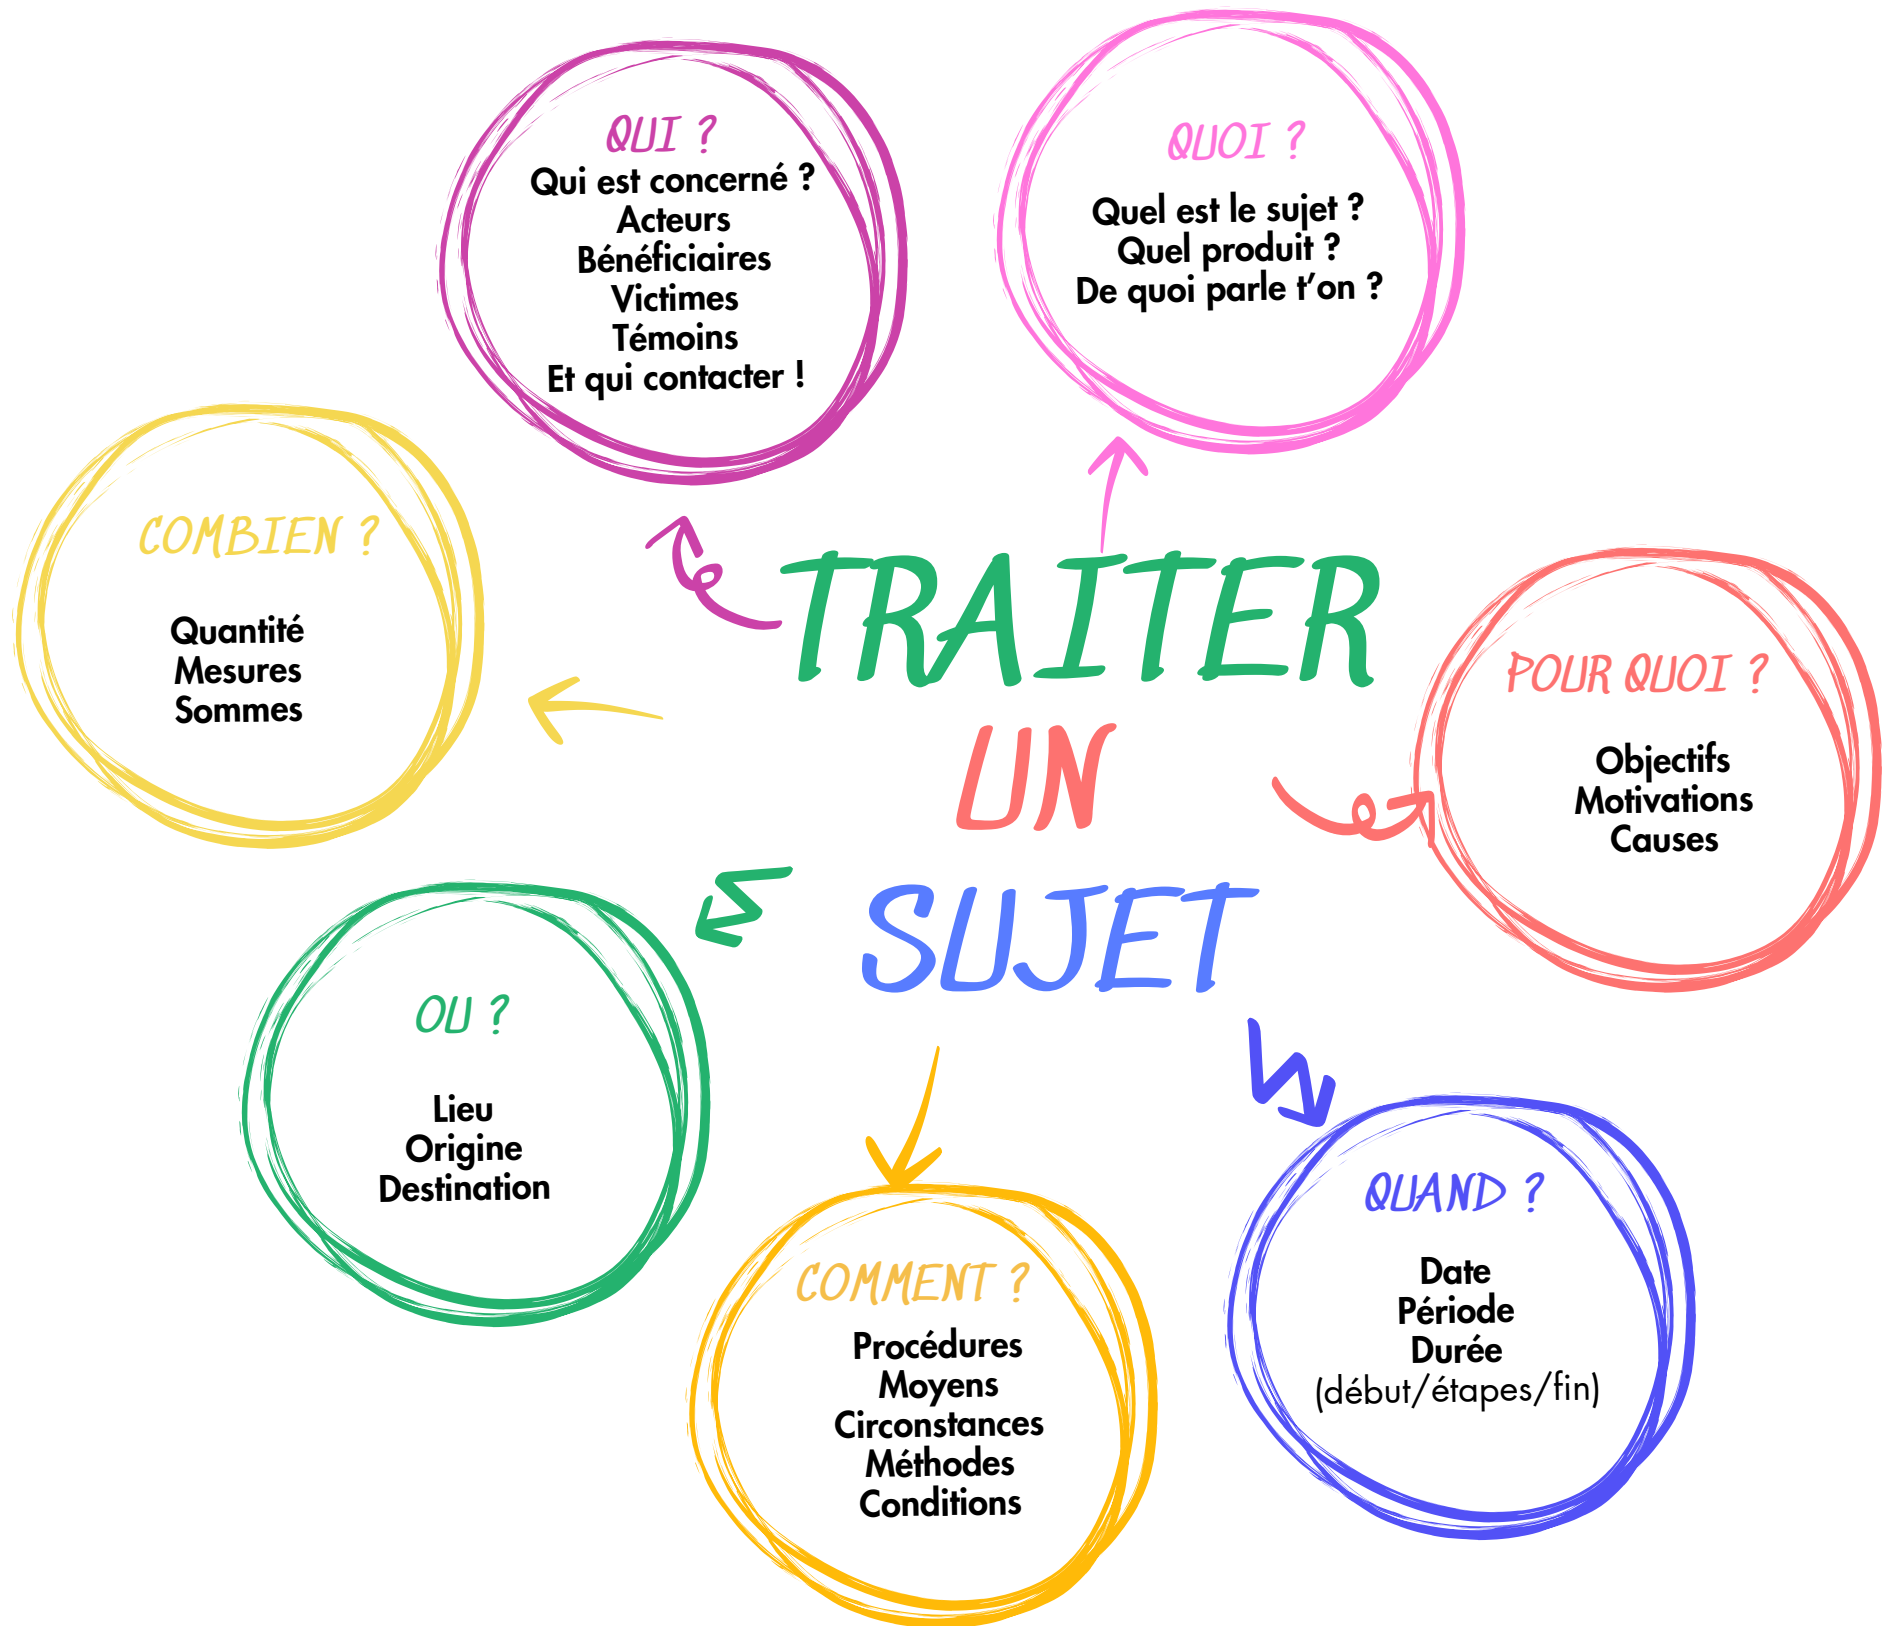 QUI ?
Qui est concerné ?
Acteurs
Bénéficiaires
Victimes
Témoins
Et qui contacter !
QUOI ?
Quel est le sujet ?
Quel produit ?
De quoi parle t’on ?
COMBIEN ?
Quantité
Mesures
Sommes
TRAITER
UN
SUJET
POUR QUOI ?
Objectifs
Motivations
Causes
OU ?
Lieu
Origine
Destination
COMMENT ?
Procédures
Moyens
Circonstances
Méthodes
Conditions
QUAND ?
Date
Période
Durée
(début/étapes/fin)